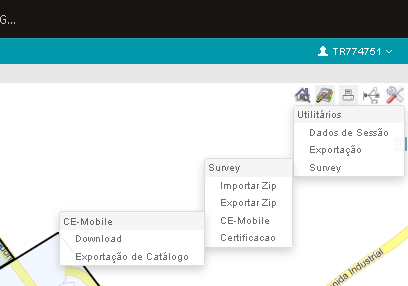 G...
TR774751
Utilitários
Dados de Sessão
Exportação
Survey
Survey
Importar Zip
Exportar Zip
CE-Mobile
Certificacao
CE-Mobile
Download
Exportação de Catálogo
nida Industrial